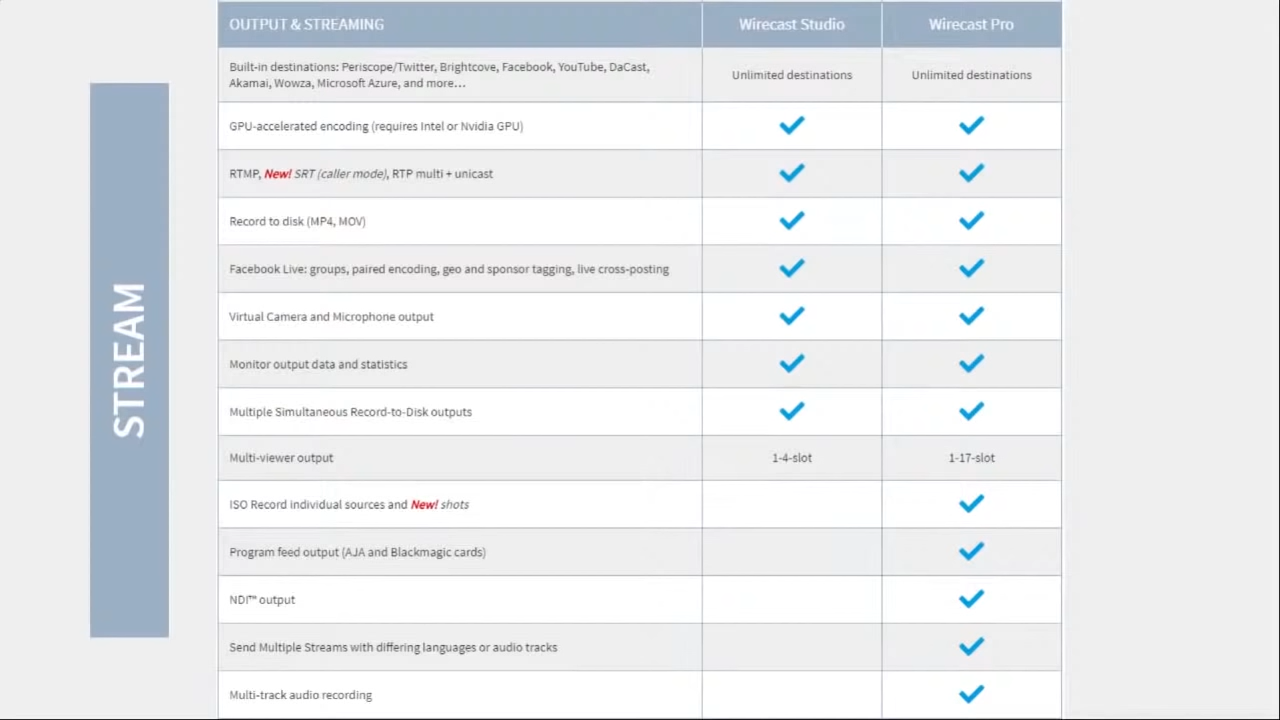 STREAM
OUTPUT & STREAMING Wirecast Studio Wirecast Pro
Built-in destinations: Periscope/Twitter, Brightcove, Facebook, YouTube, DaCast,
Akamai, Wowza, Microsoft Azure, and more… Unlimited destinations Unlimited destinations
GPU-accelerated encoding (requires Intel or Nvidia GPU)
RTMP, New! SRT (caller mode), RTP multi + unicast
Record to disk (MP4, MOV)
Facebook Live: groups, paired encoding, geo and sponsor tagging, live cross-posting
Virtual Camera and Microphone output
Monitor output data and statistics
Multiple Simultaneous Record-to-Disk outputs
Multi-viewer output 1-4-slot 1-17-slot
ISO Record individual sources and New! shots
Program feed output (AJA and Blackmagic cards)
NDI™ output
Send Multiple Streams with differing languages or audio tracks
Multi-track audio recording